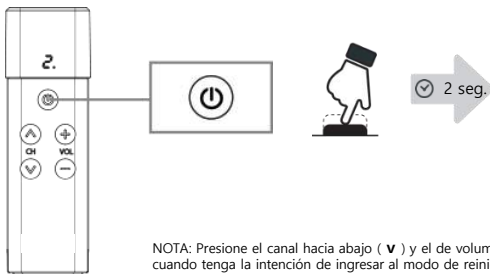 2.
CH VOL
2 seg.
NOTA: Presione el canal hacia abajo ( v ) y el de volum
cuando tenga la intención de ingresar al modo de reini